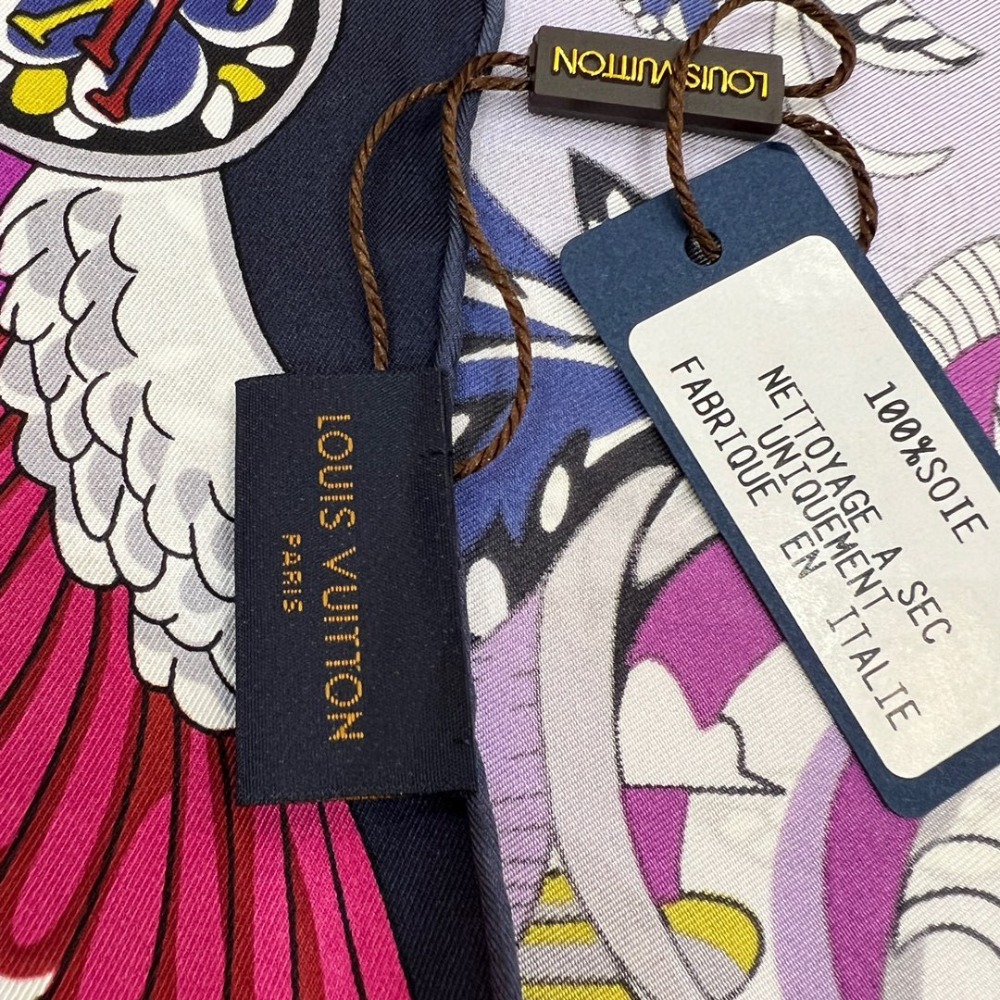 LOUIS VUITTON
LOUIS VUITTON
PARIS
100%SOIE
NETTOYAGE A SEC
UNIQUEMENT
FABRIQUE EN ITALIE